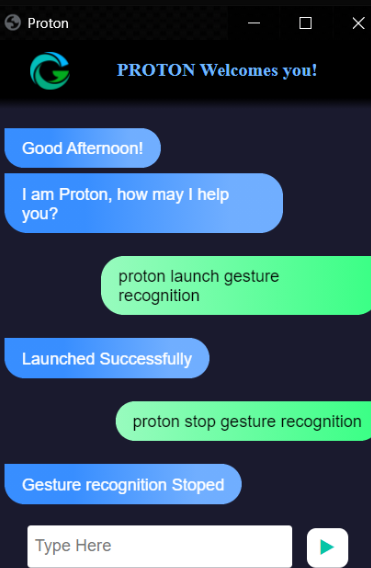 Proton
PROTON Welcomes you!
Good Afternoon!
I am Proton, how may I help
you?
proton launch gesture
recognition
Launched Successfully
proton stop gesture recognition
Gesture recognition Stoped
Type Here